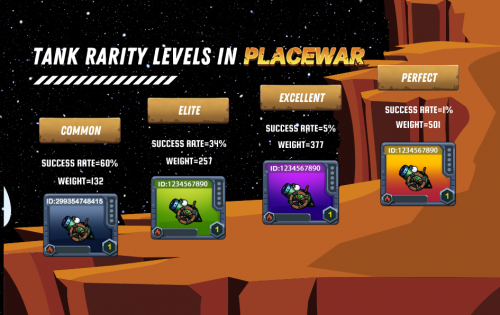 TANK RARITY LEVELS IN PLACEWAR
COMMON
SUCCESS RATE=60%
WEIGHT=132
ID:299354748415
1
ELITE
SUCCESS RATE=34%
WEIGHT=257
ID:1234567890
1
EXCELLENT
SUCCESS RATE=5%
WEIGHT=377
ID:1234567890
1
PERFECT
SUCCESS RATE=1%
WEIGHT=501
ID:1234567890
1